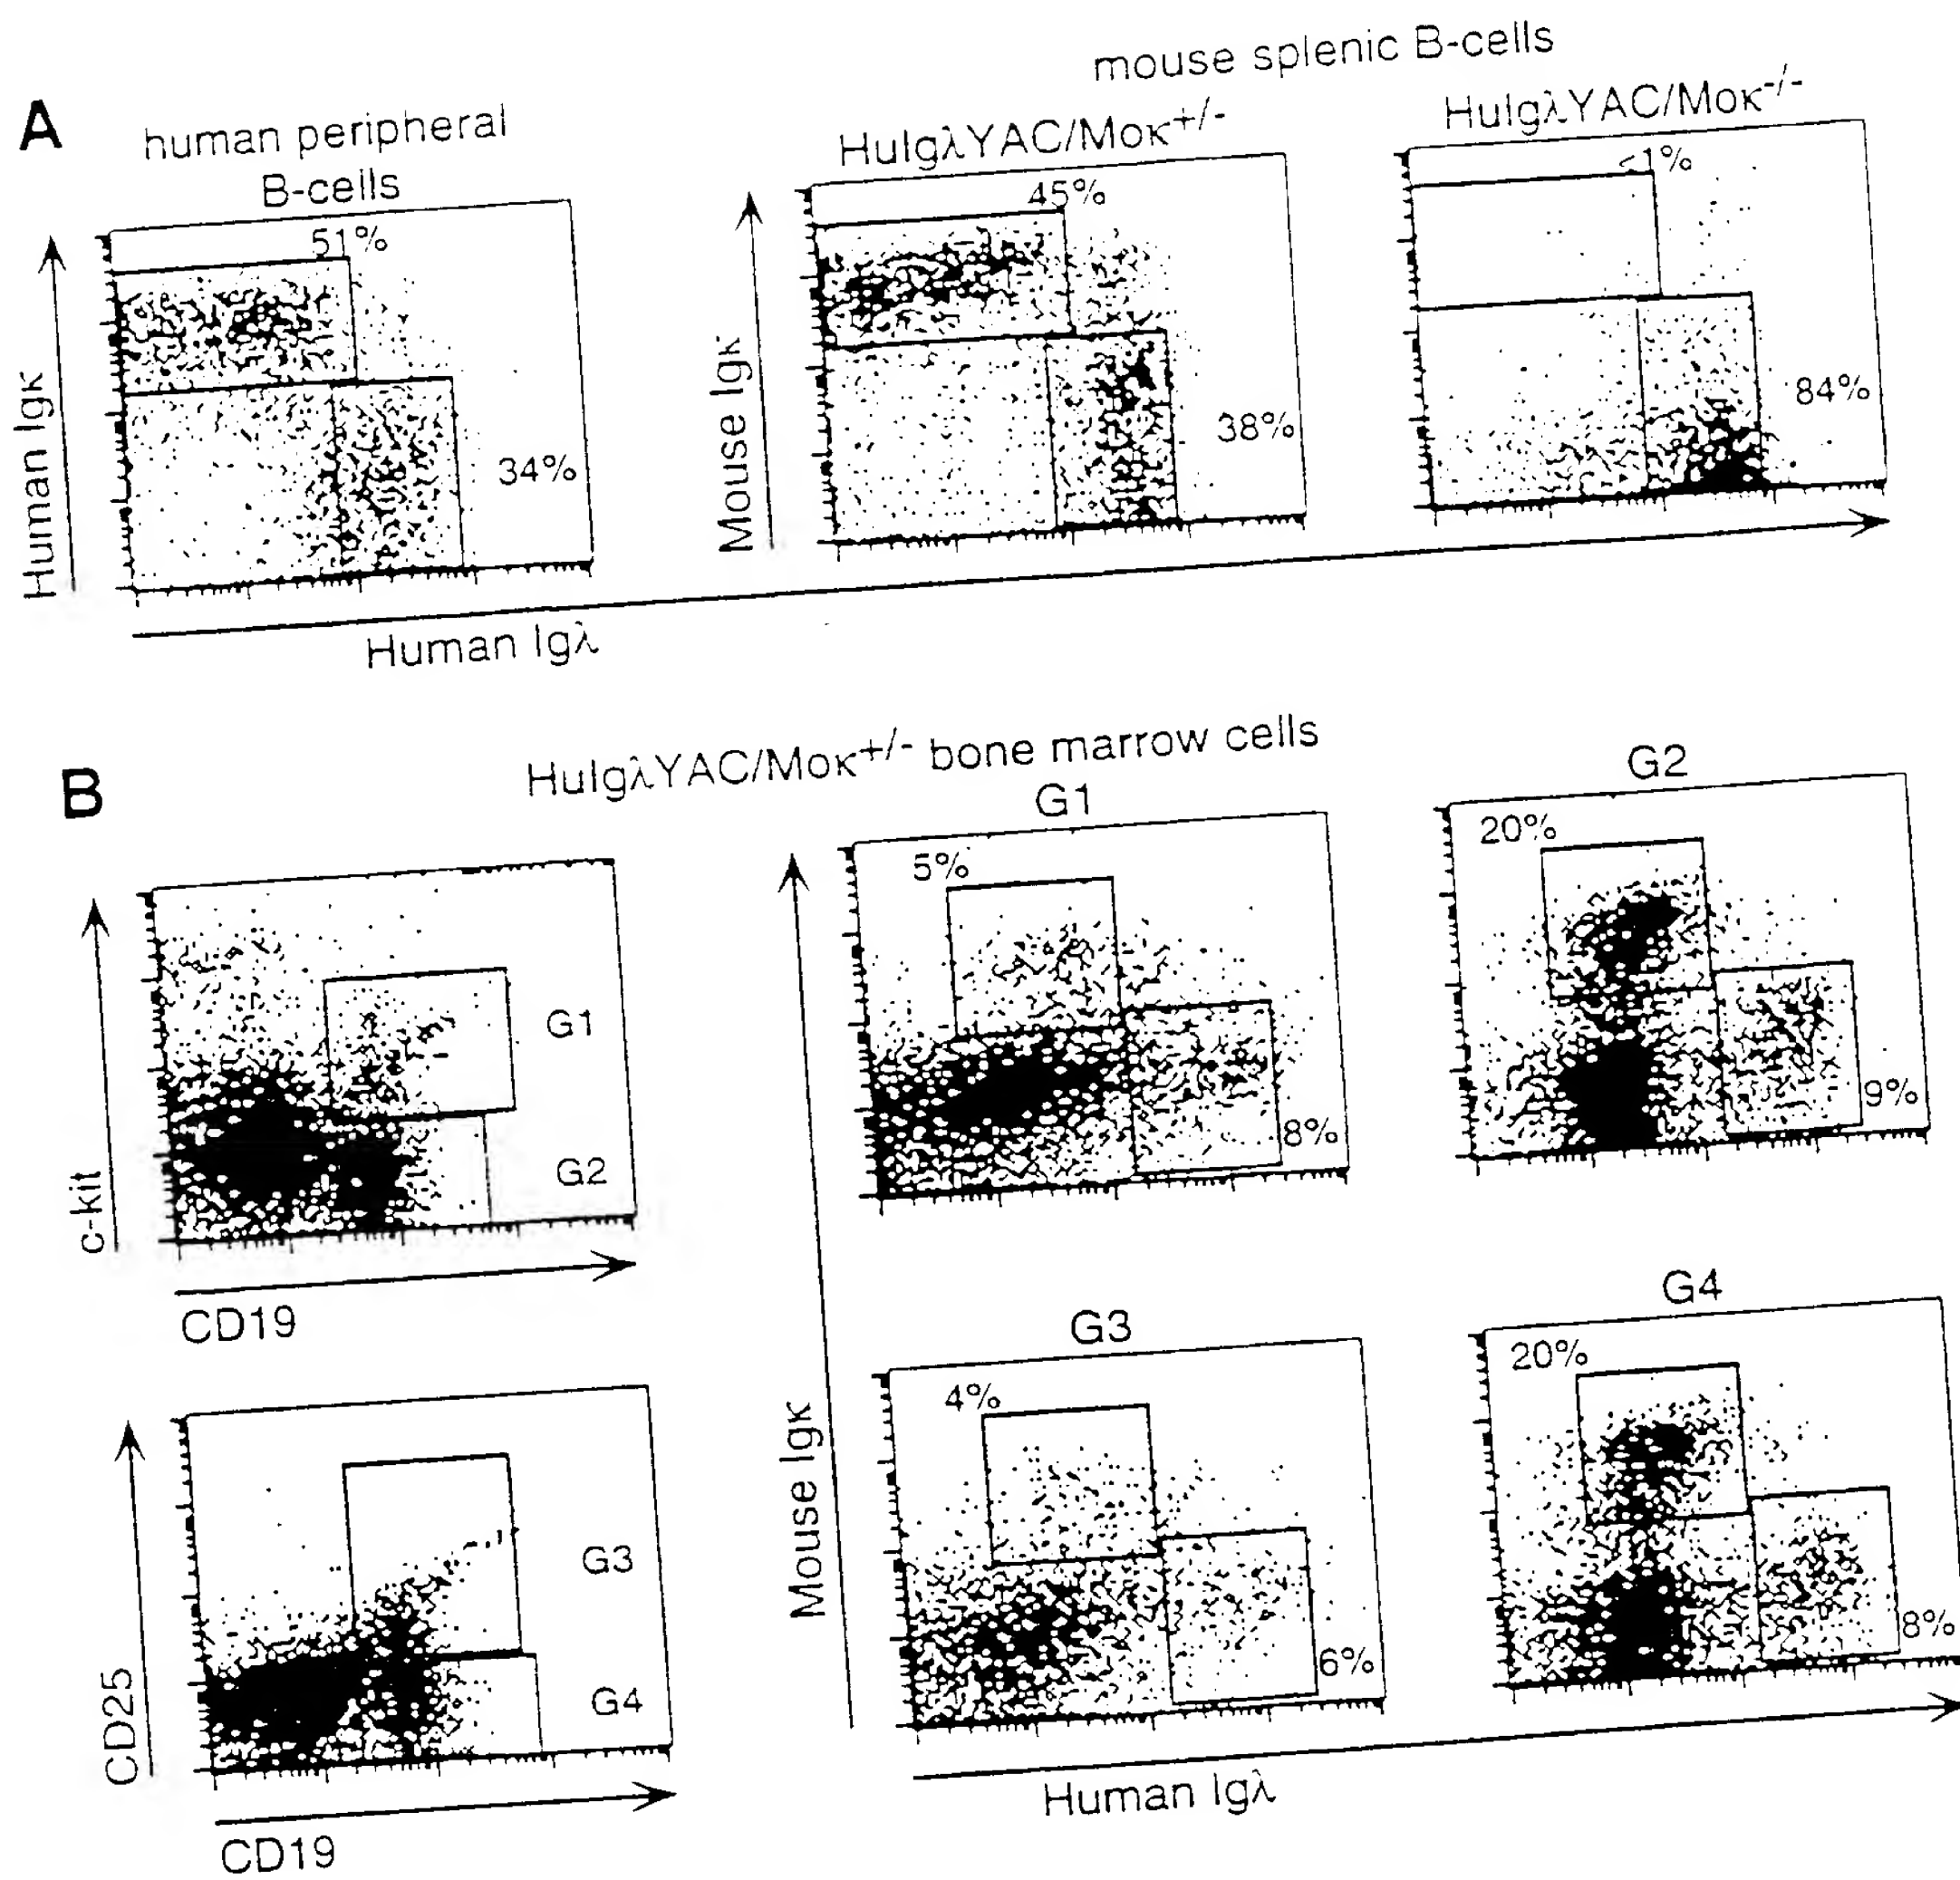 A
human peripheral
B-cells
mouse splenic B-cells
HuIgλYAC/Moκ+/-
HuIgλYAC/Moκ-/-
51%
34%
45%
38%
<1%
84%
Human Igκ
Mouse Igκ
Human Igλ
B
HuIgλYAC/Moκ+/- bone marrow cells
G1
G2
c-kit
CD19
G1
5%
8%
G2
20%
9%
G3
G4
CD25
CD19
G3
4%
6%
G4
20%
8%
Mouse Igκ
Human Igλ